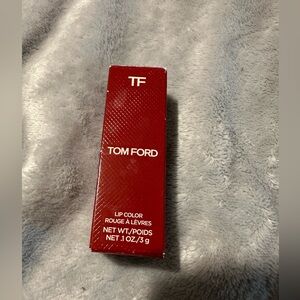 TF
TOM FORD
LIP COLOR
ROUGE À LÈVRES
NET WT./POIDS
NET .1 OZ./3 g